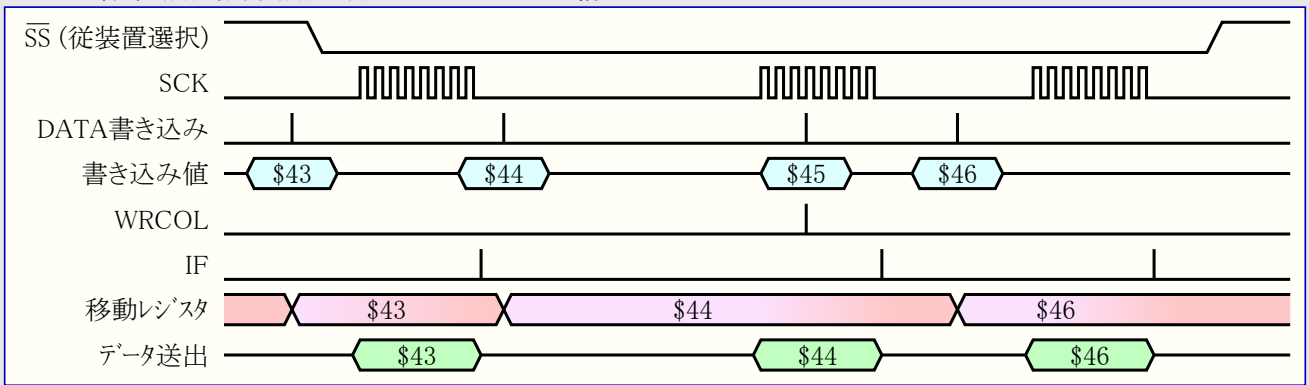 SS (従装置選択)
SCK
DATA書き込み
書き込み値 $43 $44 $45 $46
WRCOL
IF
移動レジスタ $43 $44 $46
データ送出 $43 $44 $46